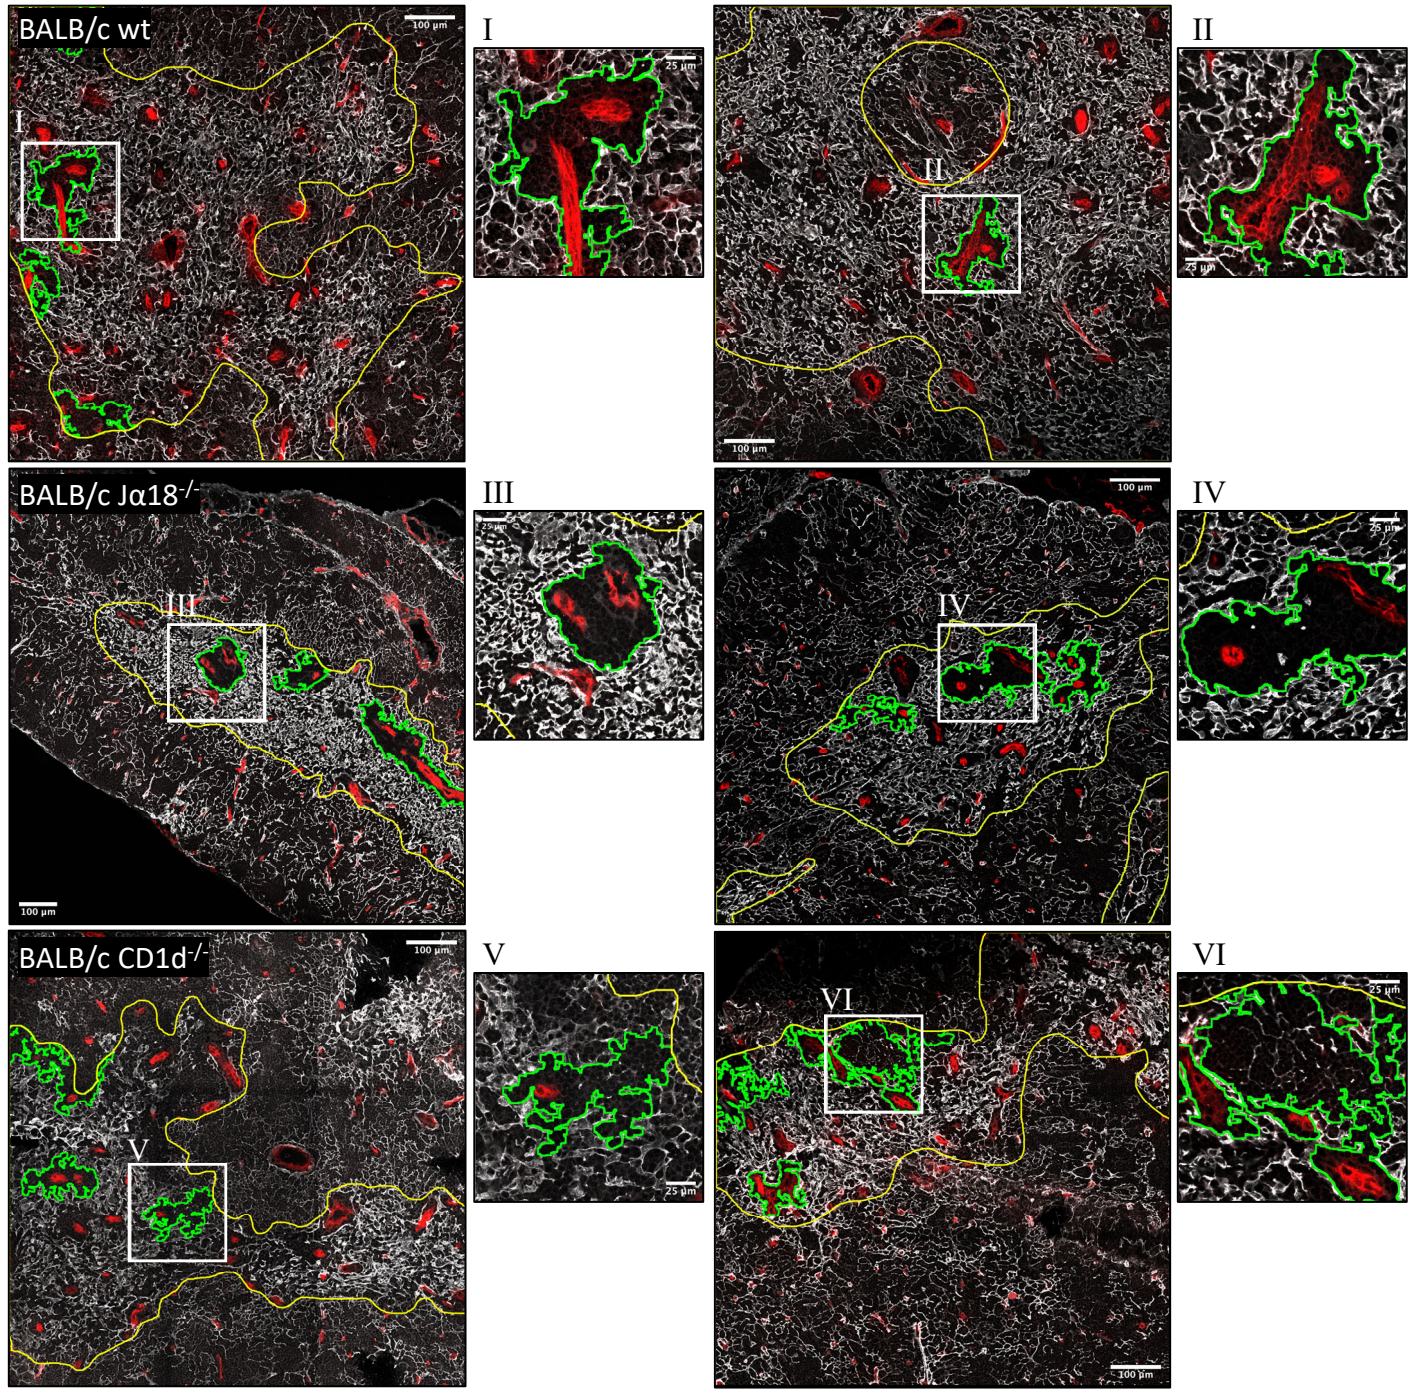 BALB/c wt
100 µm
I
I
25 µm
II
100 µm
II
25 µm
BALB/c Jα18-/-
III
100 µm
III
25 µm
IV
100 µm
IV
25 µm
BALB/c CD1d-/-
100 µm
V
V
25 µm
VI
100 µm
VI
25 µm